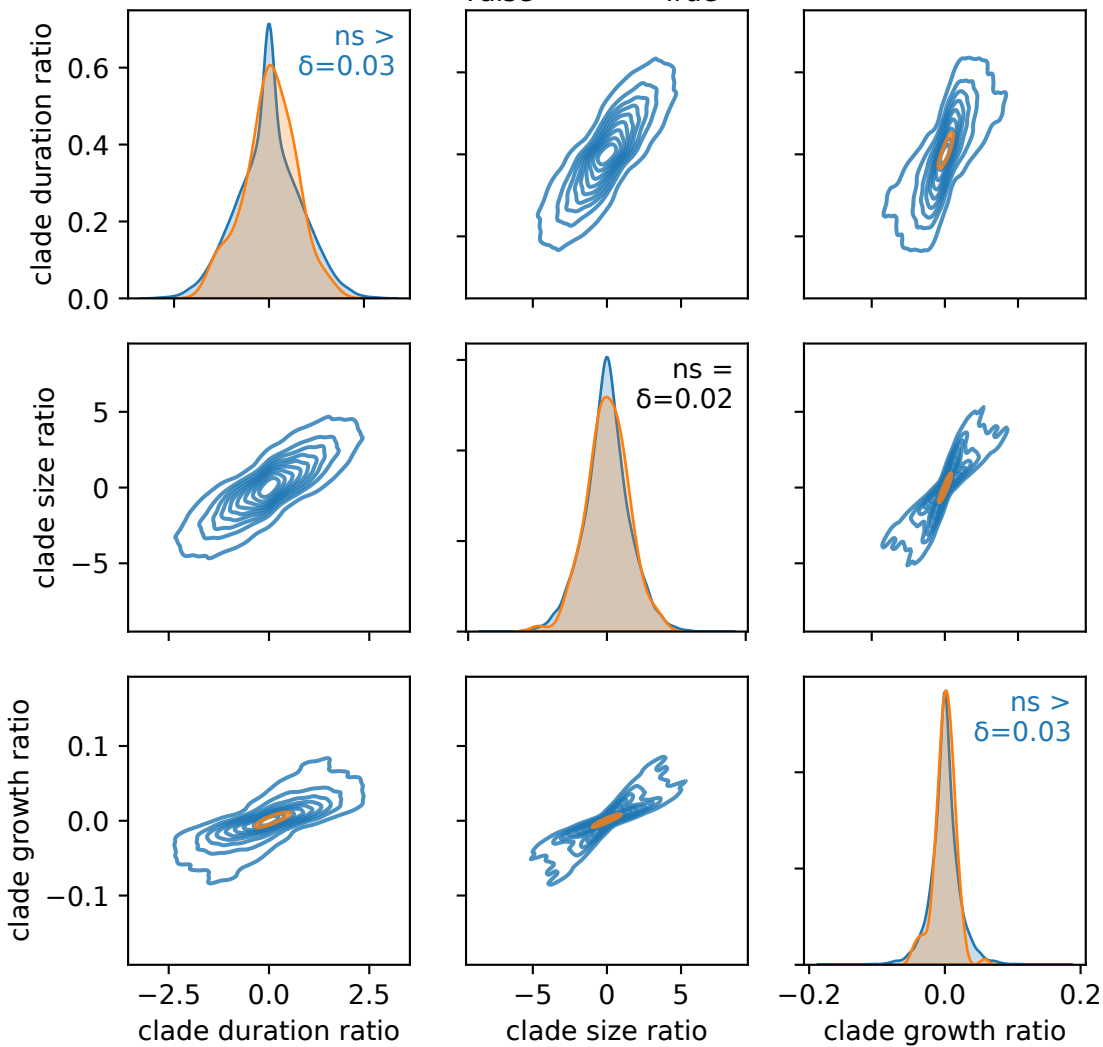 clade duration ratio
0.6
0.4
0.2
0.0
ns >
δ=0.03
clade size ratio
5
0
−5
ns =
δ=0.02
−5
0
5
clade growth ratio
0.1
0.0
−0.1
ns >
δ=0.03
−2.5
0.0
2.5
−5
0
5
−0.2
0.0
0.2
clade duration ratio
clade size ratio
clade growth ratio